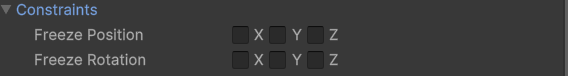 Constraints
Freeze Position X Y Z
Freeze Rotation X Y Z